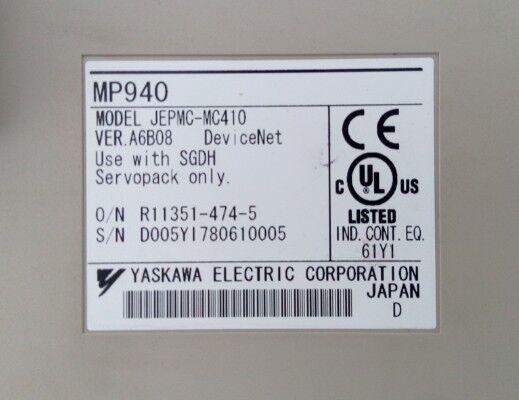 MP940
MODEL JEPMC-MC410
VER.A6B08 DeviceNet
Use with SGDH
Servopack only.
O/N R11351-474-5
S/N D005Y1780610005
CE
C UL US
LISTED
IND. CONT. EQ.
61Y1
YASKAWA ELECTRIC CORPORATION
JAPAN
D